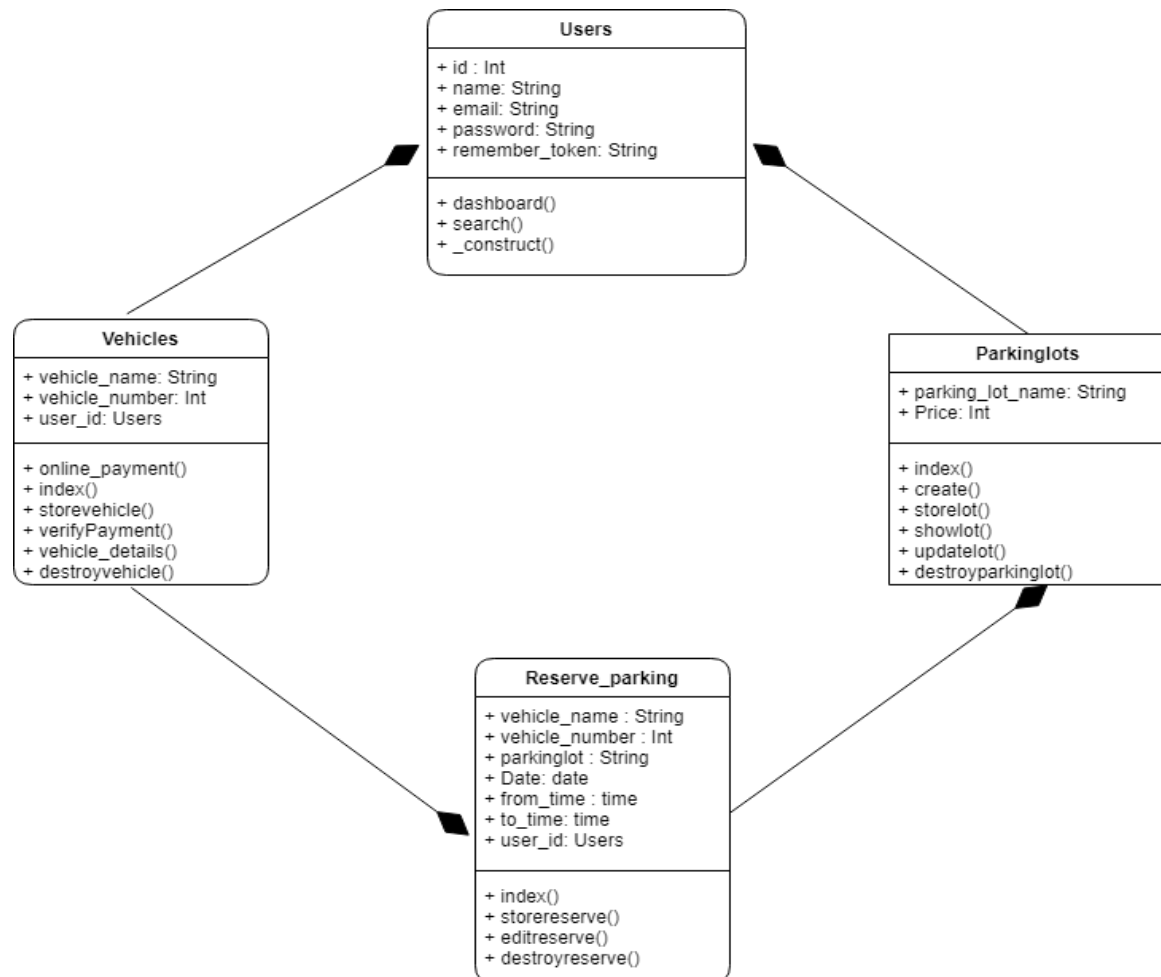 Users
+ id : Int
+ name: String
+ email: String
+ password: String
+ remember_token: String
+ dashboard()
+ search()
+ _construct()
Vehicles
+ vehicle_name: String
+ vehicle_number: Int
+ user_id: Users
+ online_payment()
+ index()
+ storevehicle()
+ verifyPayment()
+ vehicle_details()
+ destroyvehicle()
Parkinglots
+ parking_lot_name: String
+ Price: Int
+ index()
+ create()
+ storelot()
+ showlot()
+ updatelot()
+ destroyparkinglot()
Reserve_parking
+ vehicle_name : String
+ vehicle_number : Int
+ parkinglot : String
+ Date: date
+ from_time : time
+ to_time: time
+ user_id: Users
+ index()
+ storereserve()
+ editreserve()
+ destroyreserve()